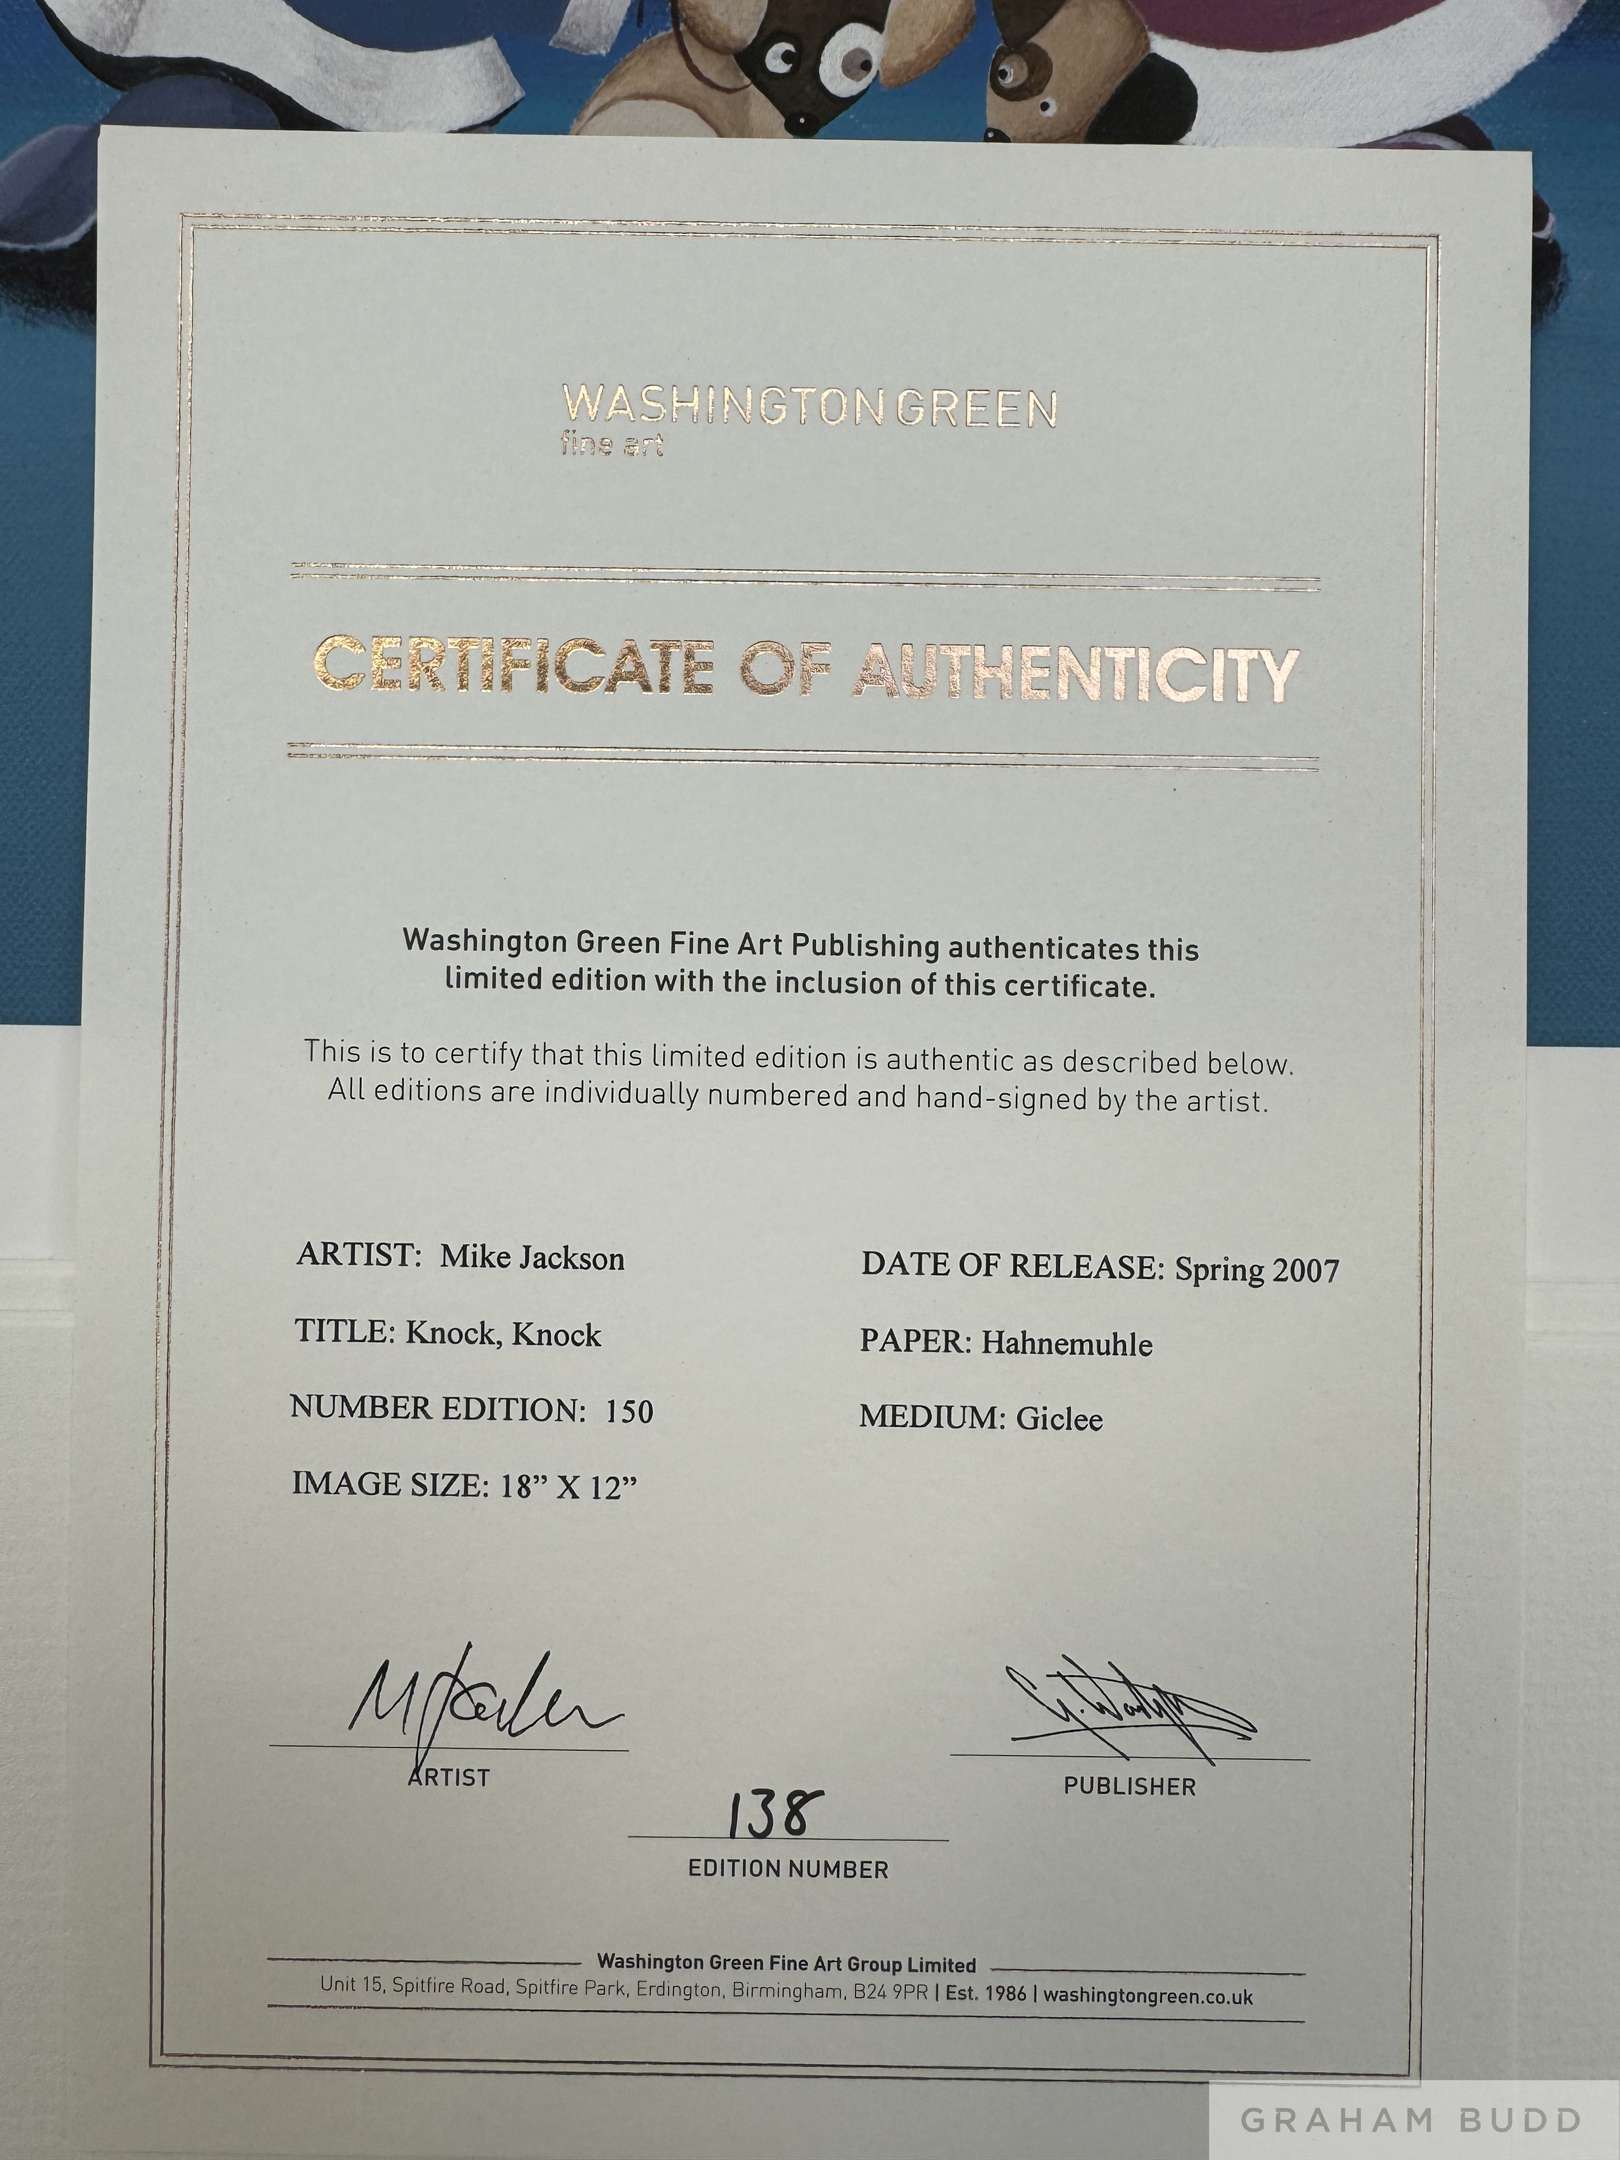 WASHINGTON GREEN
fine art
CERTIFICATE OF AUTHENTICITY
Washington Green Fine Art Publishing authenticates this
limited edition with the inclusion of this certificate.
This is to certify that this limited edition is authentic as described below.
All editions are individually numbered and hand-signed by the artist.
ARTIST: Mike Jackson
DATE OF RELEASE: Spring 2007
TITLE: Knock, Knock
PAPER: Hahnemuhle
NUMBER EDITION: 150
MEDIUM: Giclee
IMAGE SIZE: 18” X 12”
ARTIST
PUBLISHER
138
EDITION NUMBER
Washington Green Fine Art Group Limited
Unit 15, Spitfire Road, Spitfire Park, Erdington, Birmingham, B24 9PR | Est. 1986 | washingtongreen.co.uk
GRAHAM BUDD